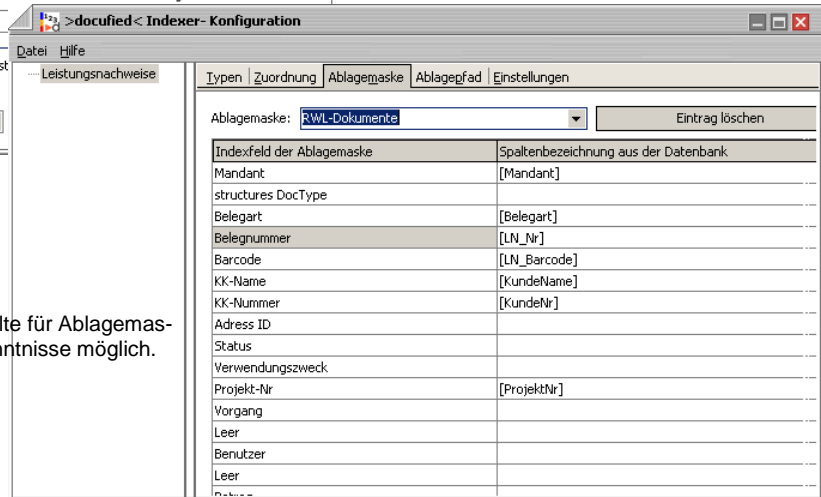 >docufied< Indexer- Konfiguration
Datei Hilfe
st
Leistungsnachweise
Typen Zuordnung Ablagemaske Ablagepfad Einstellungen
Ablagemaske: RWL-Dokumente Eintrag löschen
Indexfeld der Ablagemaske Spaltenbezeichnung aus der Datenbank
Mandant [Mandant]
structures DocType
Belegart [Belegart]
Belegnummer [LN_Nr]
Barcode [LN_Barcode]
KK-Name [KundeName]
KK-Nummer [KundeNr]
Adress ID
Status
Verwendungszweck
Projekt-Nr [ProjektNr]
Vorgang
Leer
Benutzer
Leer
lte für Ablagemas-
ntnisse möglich.